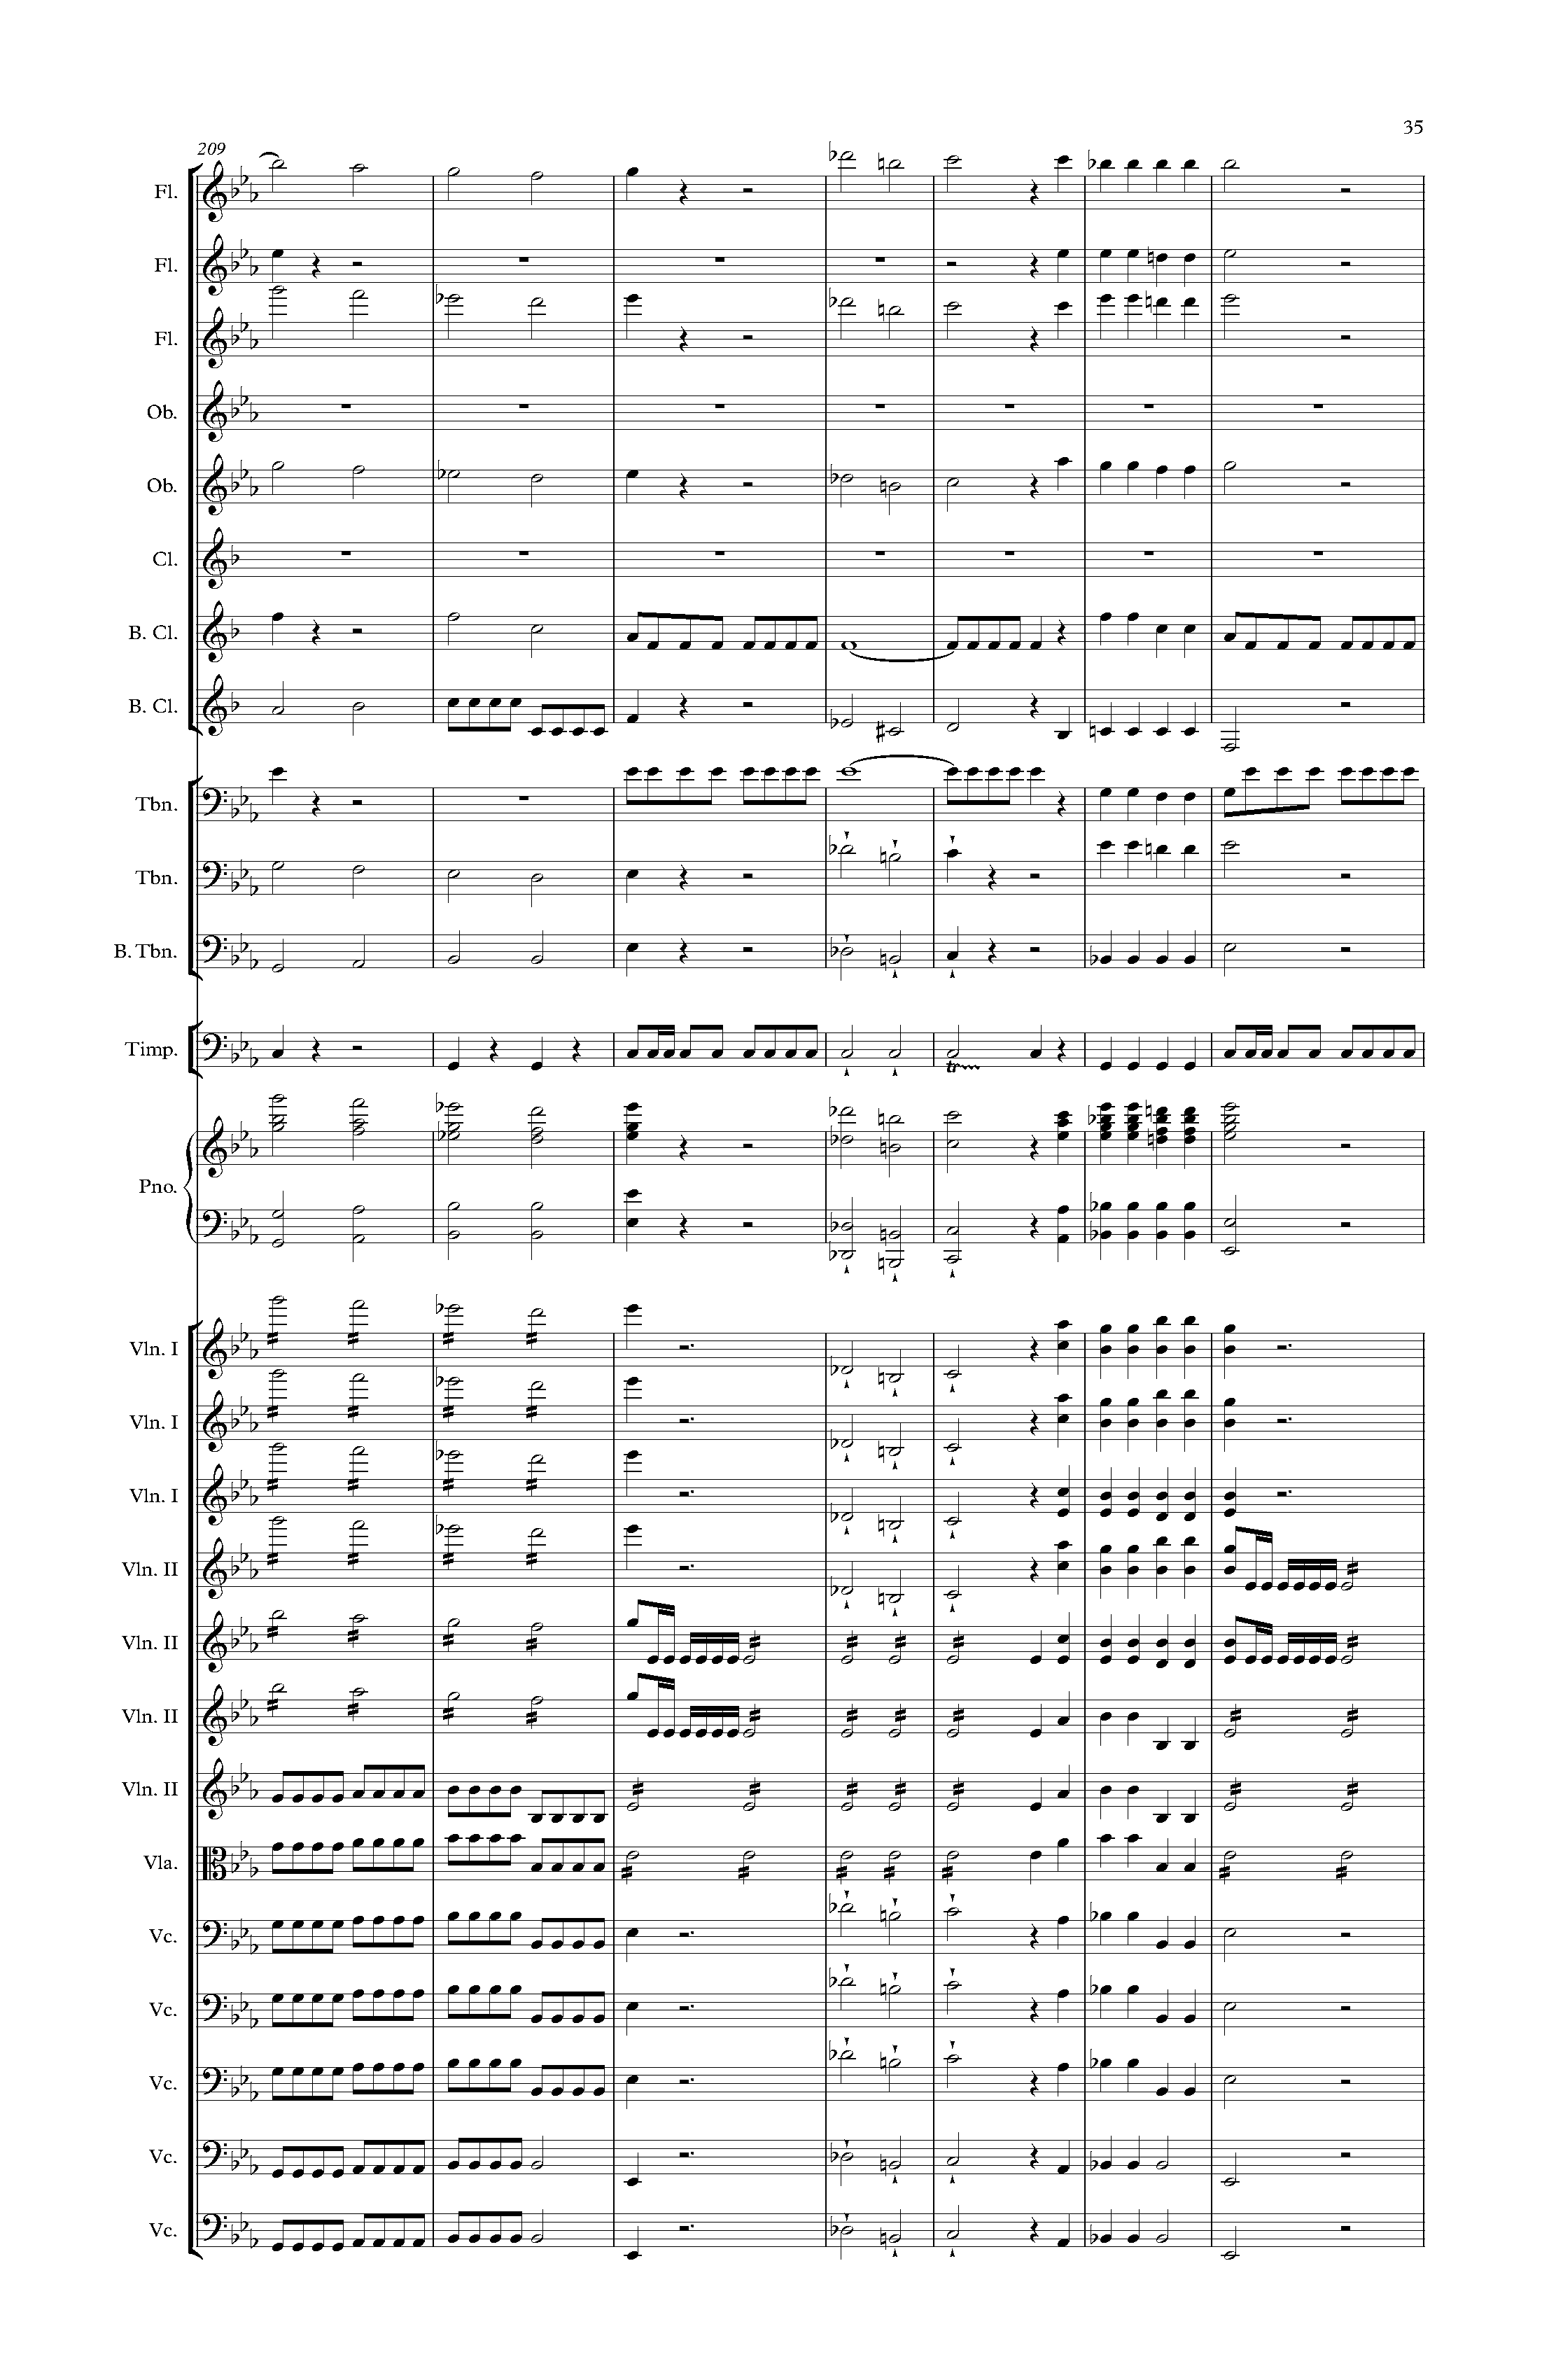 35
209
Fl.
Fl.
Fl.
Ob.
Ob.
Cl.
B. Cl.
B. Cl.
Tbn.
Tbn.
B. Tbn.
Timp.
Pno.
Vln. I
Vln. I
Vln. I
Vln. II
Vln. II
Vln. II
Vln. II
Vla.
Vc.
Vc.
Vc.
Vc.
Vc.